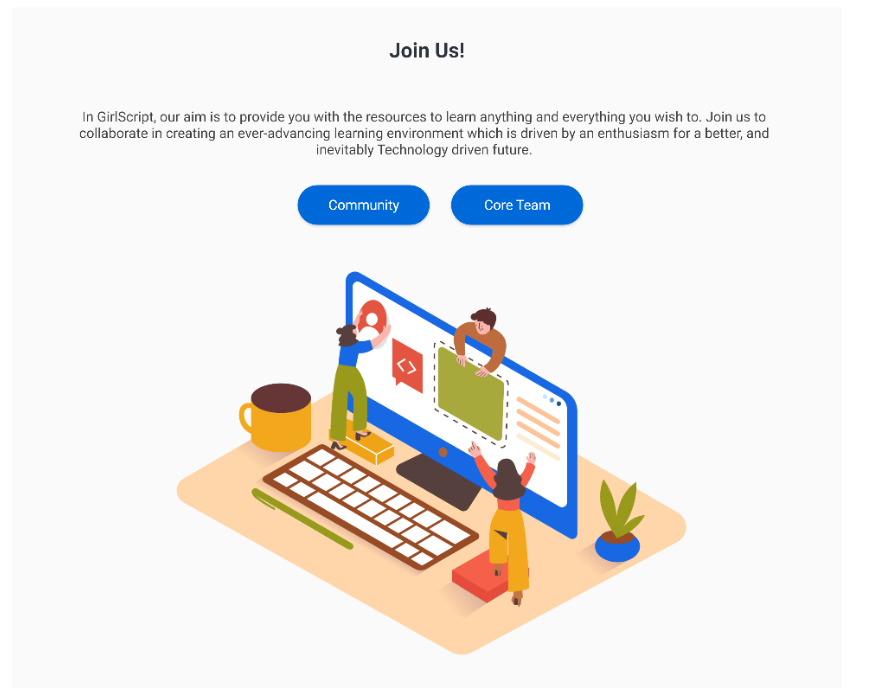 Join Us!
In GirlScript, our aim is to provide you with the resources to learn anything and everything you wish to. Join us to
collaborate in creating an ever-advancing learning environment which is driven by an enthusiasm for a better, and
inevitably Technology driven future.
Community
Core Team
<>